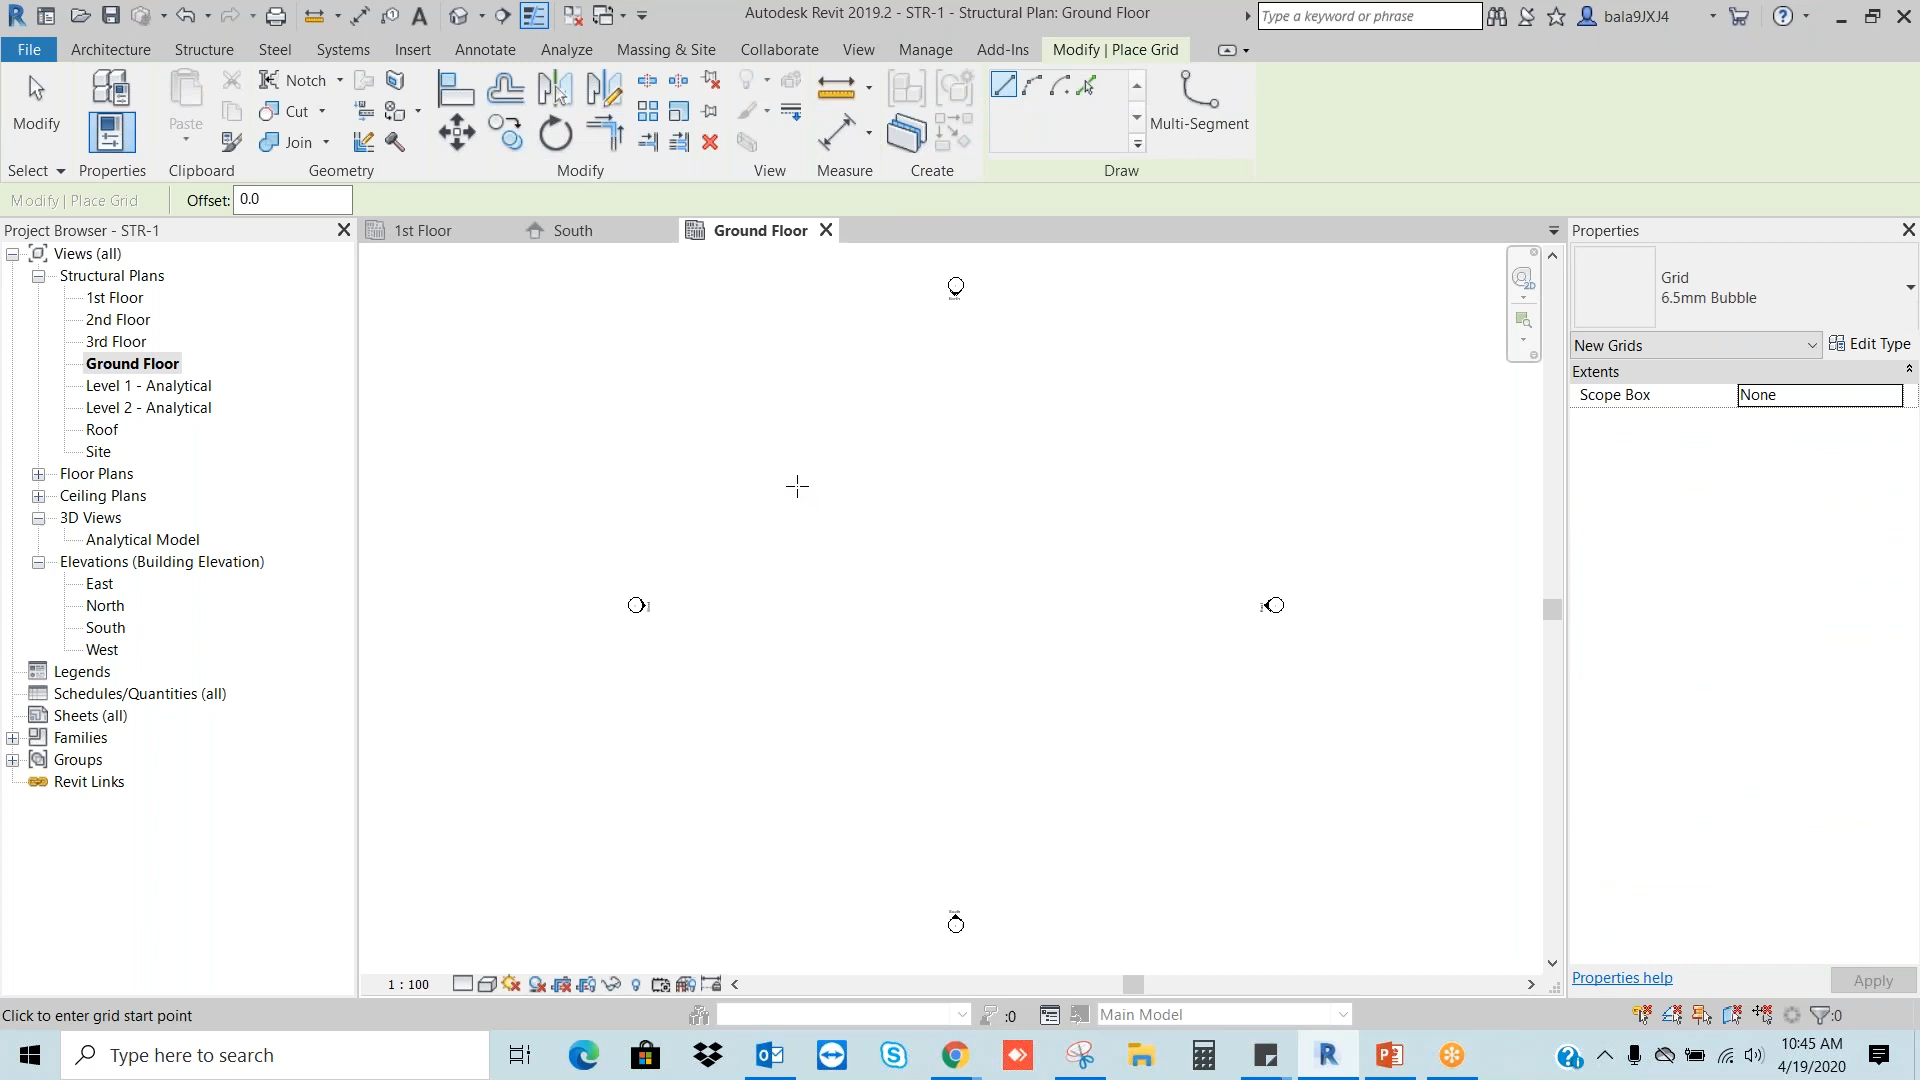 Autodesk Revit 2019.2 - STR-1 - Structural Plan: Ground Floor
Type a keyword or phrase
bala9JXJ4
File
Architecture
Structure
Steel
Systems
Insert
Annotate
Analyze
Massing & Site
Collaborate
View
Manage
Add-Ins
Modify | Place Grid
Modify
Paste
Notch
Cut
Join
Multi-Segment
Select
Properties
Clipboard
Geometry
Modify
View
Measure
Create
Draw
Modify | Place Grid
Offset:
0.0
Project Browser - STR-1
Views (all)
Structural Plans
1st Floor
2nd Floor
3rd Floor
Ground Floor
Level 1 - Analytical
Level 2 - Analytical
Roof
Site
Floor Plans
Ceiling Plans
3D Views
Analytical Model
Elevations (Building Elevation)
East
North
South
West
Legends
Schedules/Quantities (all)
Sheets (all)
Families
Groups
Revit Links
1st Floor
South
Ground Floor
2D
Properties
Grid
6.5mm Bubble
New Grids
Edit Type
Extents
Scope Box
None
Properties help
Apply
1 : 100
Click to enter grid start point
:0
Main Model
:0
Type here to search
10:45 AM
4/19/2020